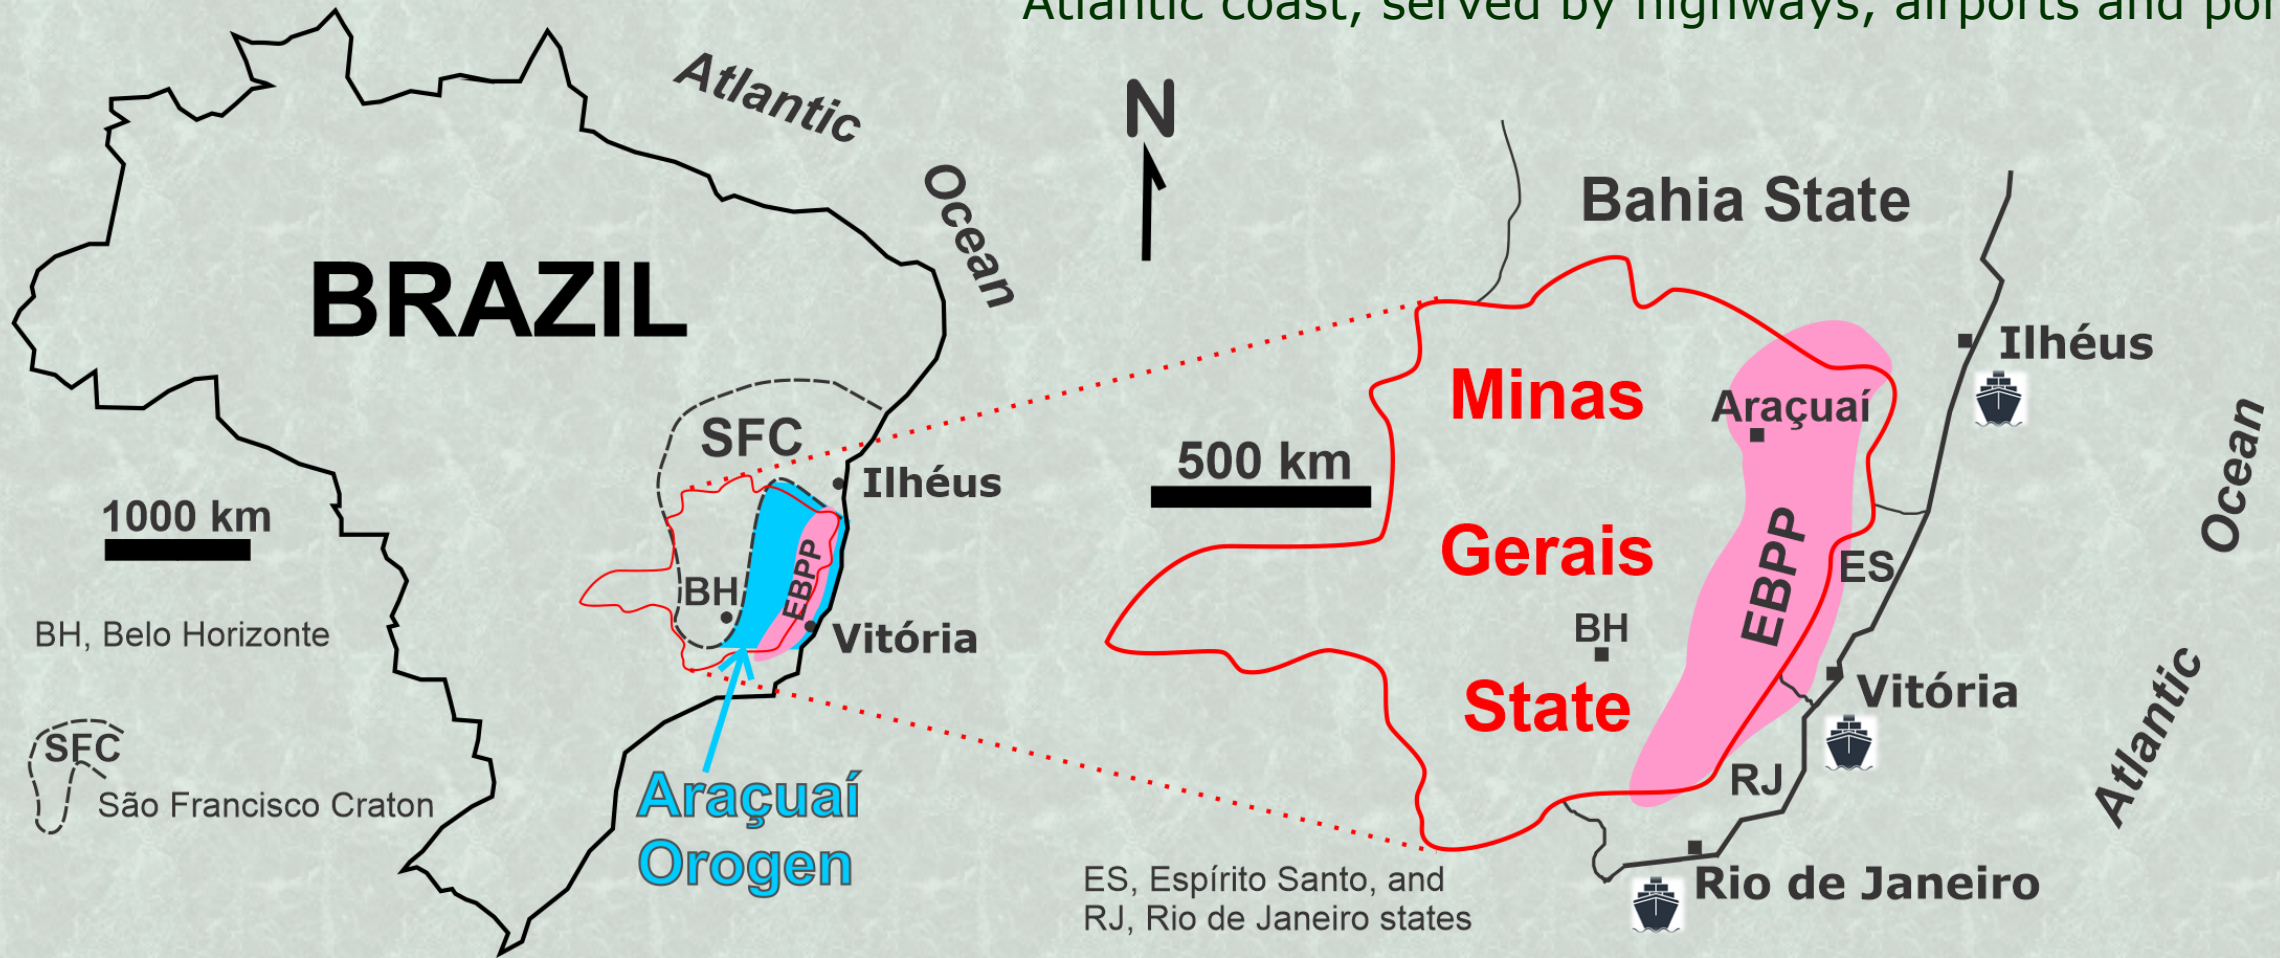 Atlantic coast, served by highways, airports and
Atlantic
Ocean
BRAZIL
SFC
Ilhéus
1000 km
EBPP
BH
BH, Belo Horizonte
Vitória
SFC
São Francisco Craton
Araçuaí
Orogen
N
Bahia State
Ilhéus
Minas
Araçuaí
500 km
Gerais
EBPP
ES
BH
State
Vitória
RJ
Ocean
Atlantic
Rio de Janeiro
ES, Espírito Santo, and
RJ, Rio de Janeiro states